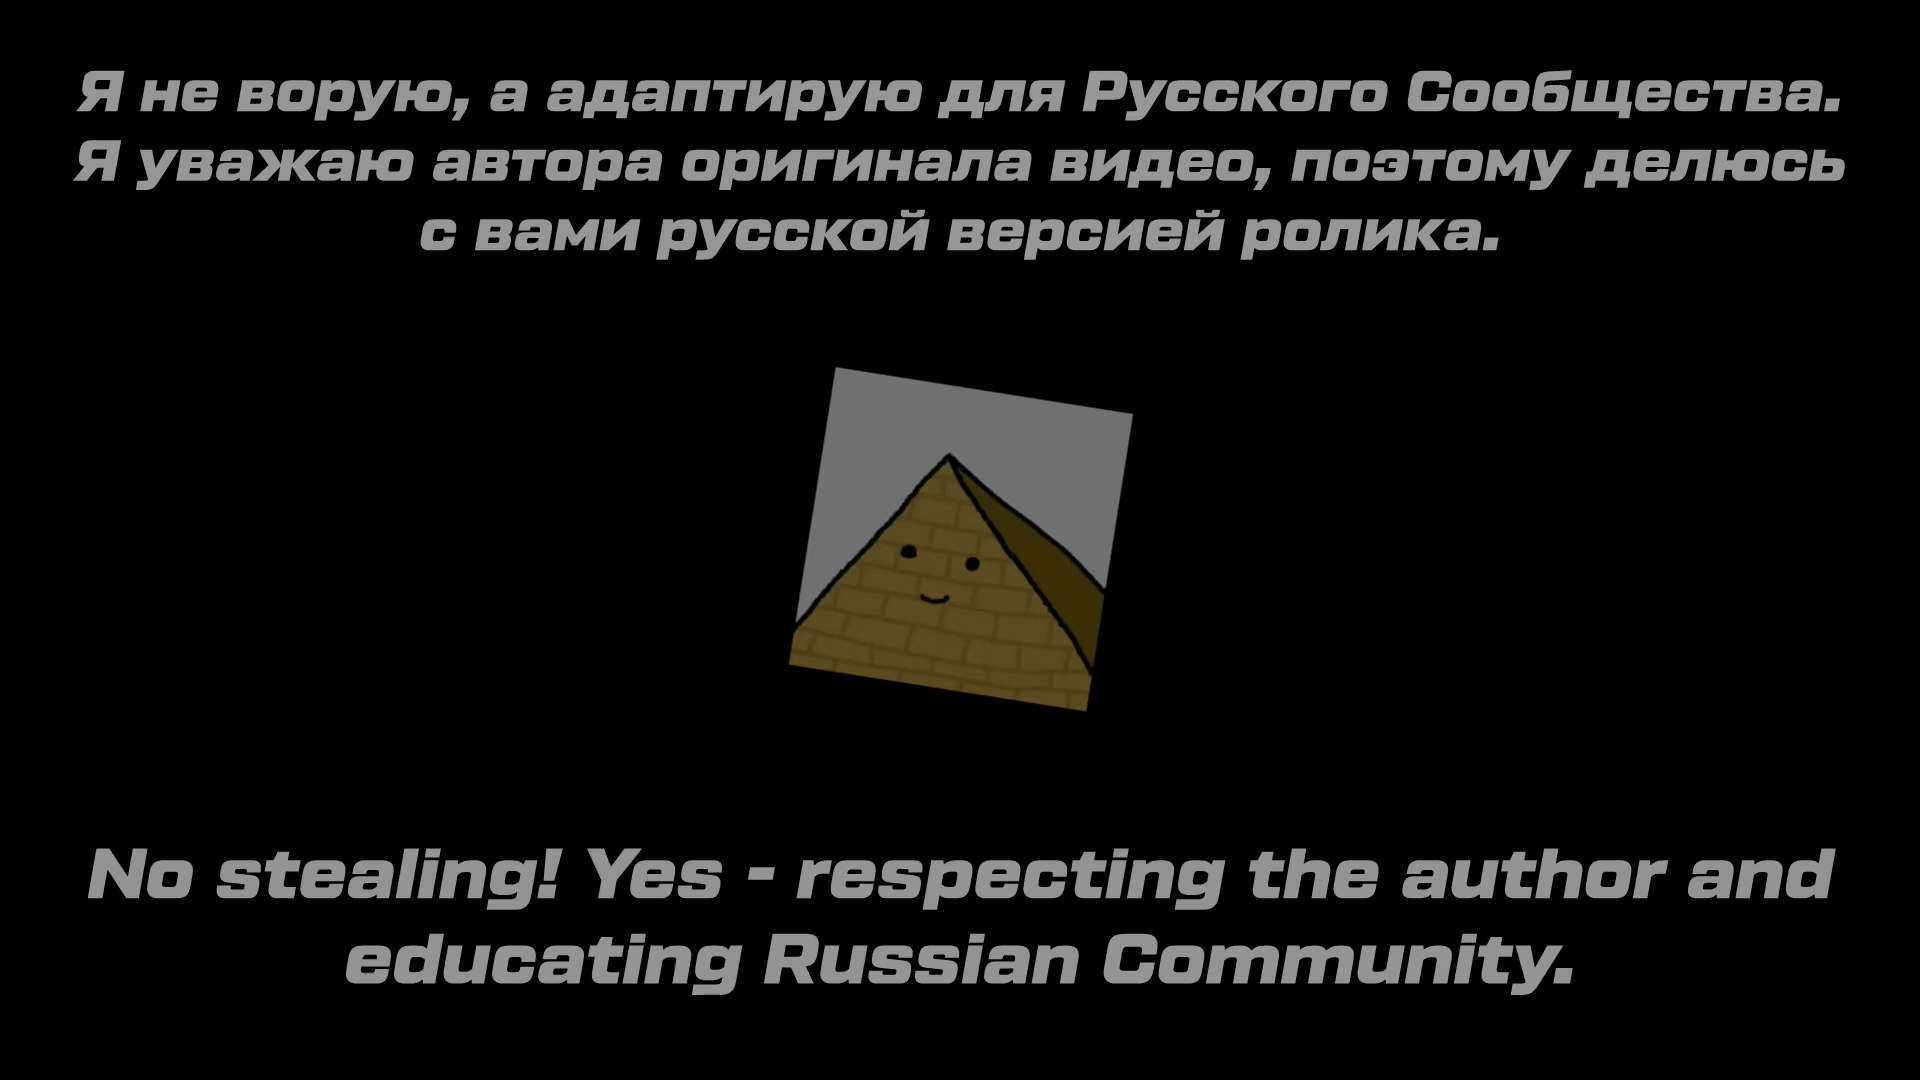 Я не ворую, а адаптирую для Русского Сообщества.
Я уважаю автора оригинала видео, поэтому делюсь
с вами русской версией ролика.
No stealing! Yes - respecting the author and
educating Russian Community.